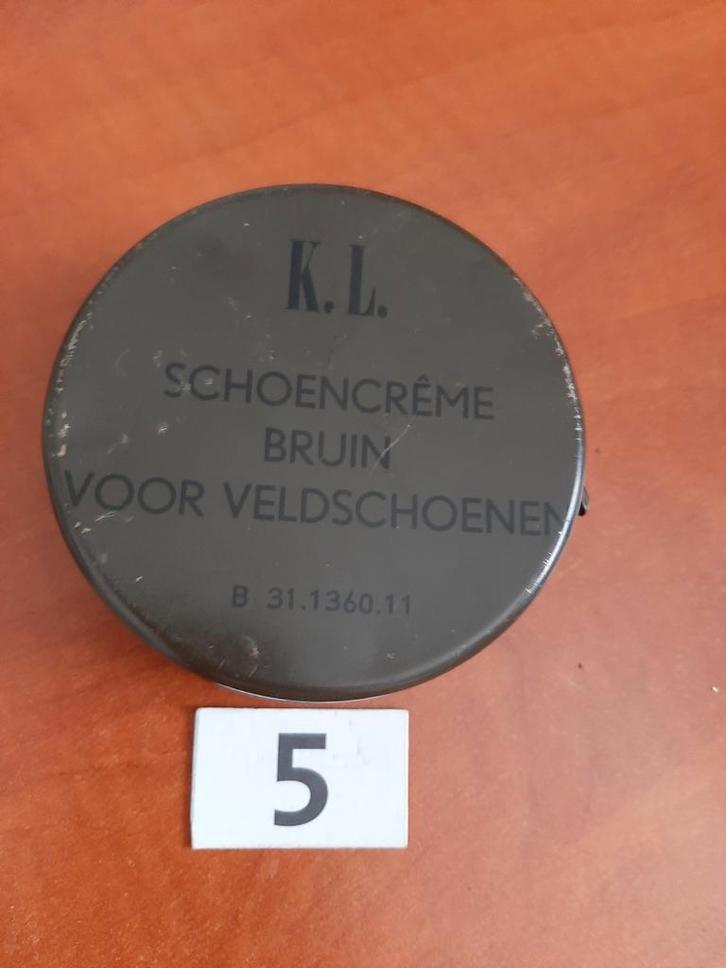 K. L.
SCHOENCRÊME
BRUIN
VOOR VELDSCHOENEN
B 31.1360.11
5